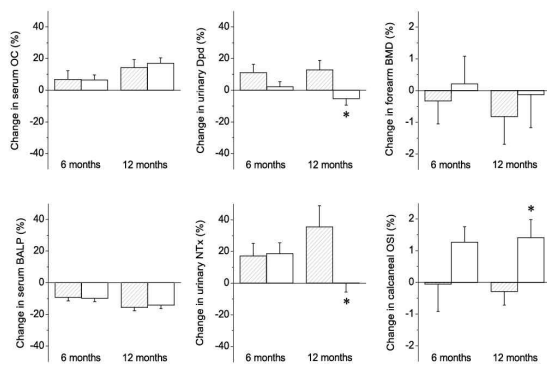 Change in serum OC (%)
40
20
0
-20
-40
6 months
12 months
Change in urinary Dpd (%)
40
20
0
-20
-40
6 months
12 months
*
Change in forearm BMD (%)
2
1
0
-1
-2
6 months
12 months
Change in serum BALP (%)
40
20
0
-20
-40
6 months
12 months
Change in urinary NTx (%)
40
20
0
-20
-40
6 months
12 months
*
Change in calcaneal OSI (%)
2
1
0
-1
-2
6 months
12 months
*